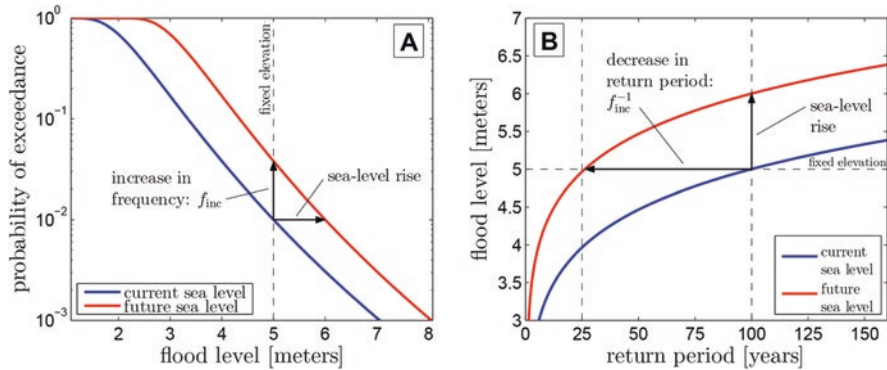 A
probability of exceedance
10⁰
10⁻¹
10⁻²
10⁻³
fixed elevation
increase in
frequency: f_inc
sea-level rise
current sea level
future sea level
2 3 4 5 6 7 8
flood level [meters]
B
flood level [meters]
7
6.5
6
5.5
5
4.5
4
3.5
3
decrease in
return period:
f_inc⁻¹
sea-level
rise
fixed elevation
current
sea level
future
sea level
0 25 50 75 100 125 150
return period [years]